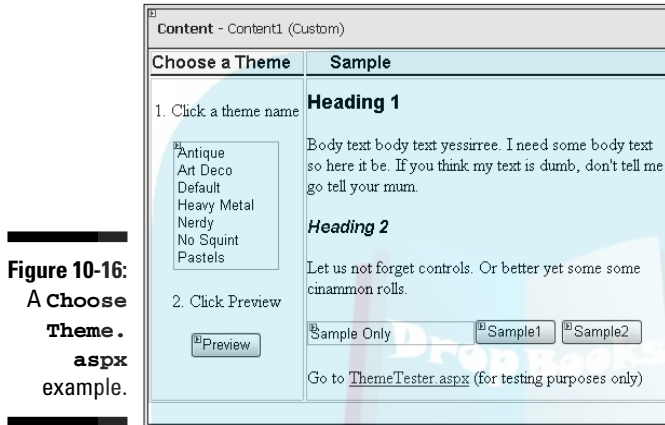 Content - Content1 (Custom)
Choose a Theme
Sample
1. Click a theme name
Antique
Art Deco
Default
Heavy Metal
Nerdy
No Squint
Pastels
2. Click Preview
Preview
Heading 1
Body text body text yessirree. I need some body text
so here it be. If you think my text is dumb, don't tell me
go tell your mum.
Heading 2
Let us not forget controls. Or better yet some some
cinammon rolls.
Sample Only
Sample1
Sample2
Go to ThemeTester.aspx (for testing purposes only)
DropBooks
Figure 10-16:
A Choose
Theme.
aspx
example.